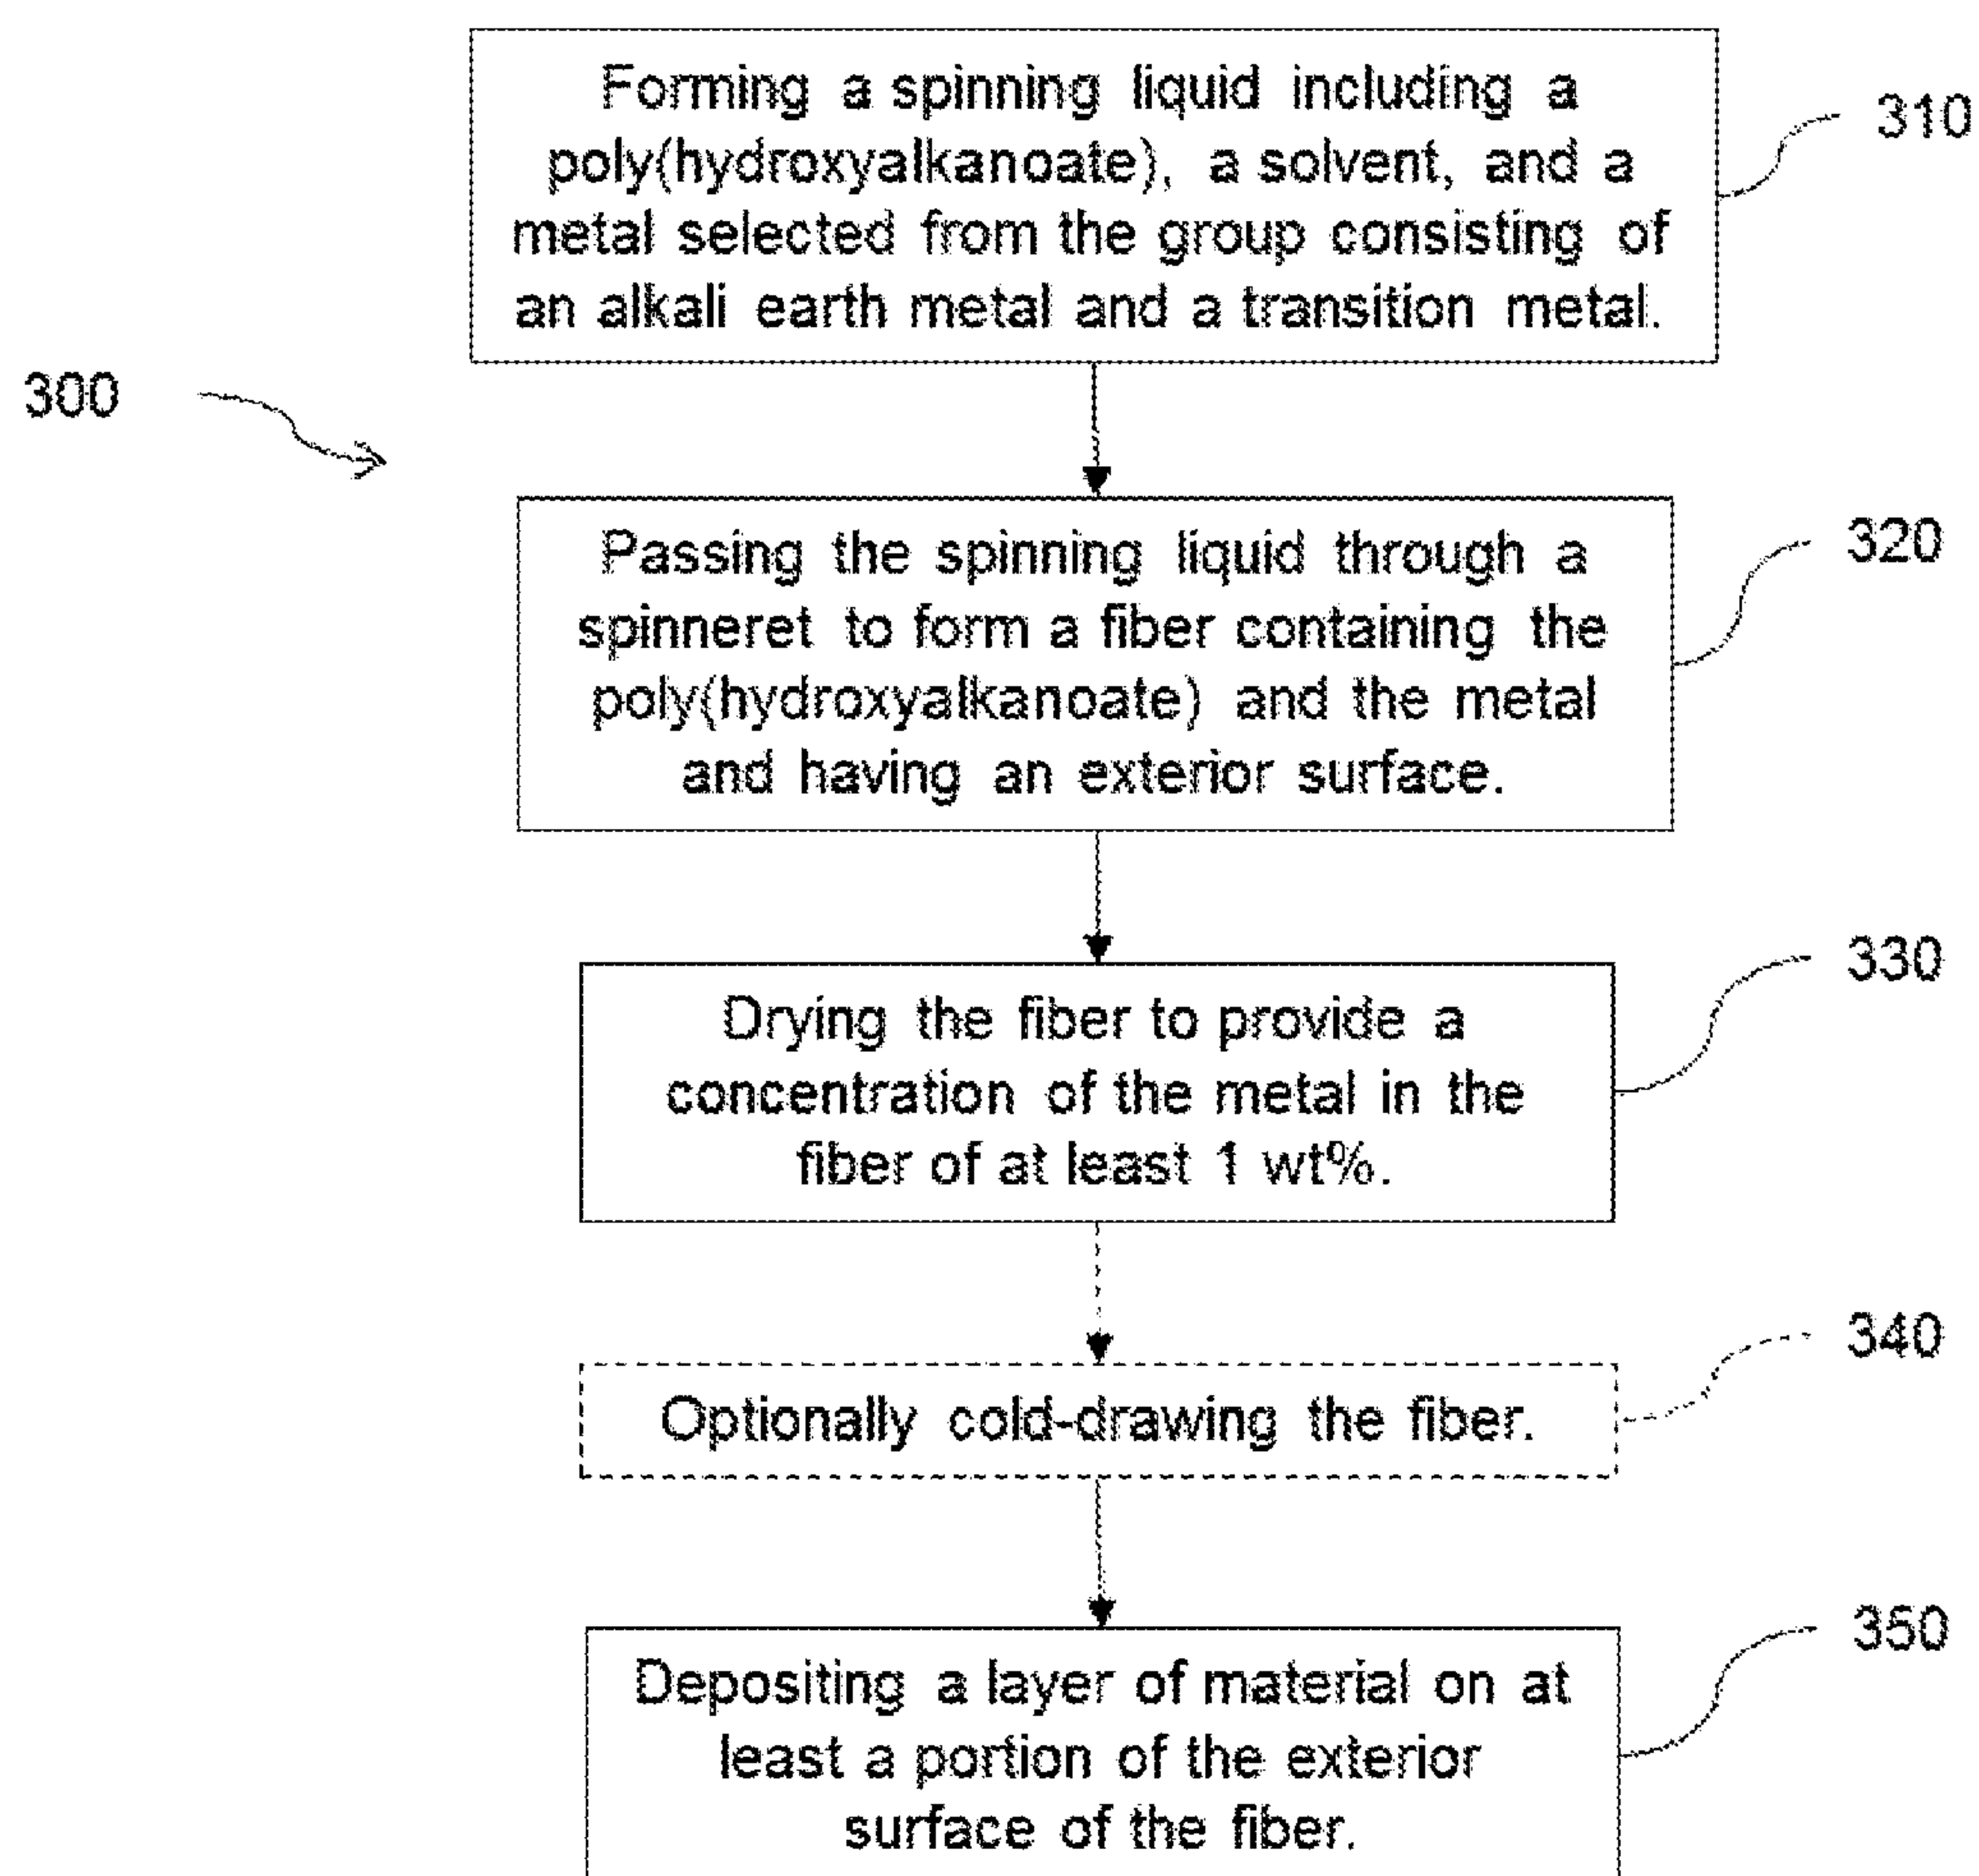 Forming a spinning liquid including a
poly(hydroxyalkanoate), a solvent, and a
metal selected from the group consisting of
an alkali earth metal and a transition metal.
310
300
Passing the spinning liquid through a
spinneret to form a fiber containing the
poly(hydroxyalkanoate) and the metal
and having an exterior surface.
320
Drying the fiber to provide a
concentration of the metal in the
fiber of at least 1 wt%.
330
Optionally cold-drawing the fiber.
340
Depositing a layer of material on at
least a portion of the exterior
surface of the fiber.
350